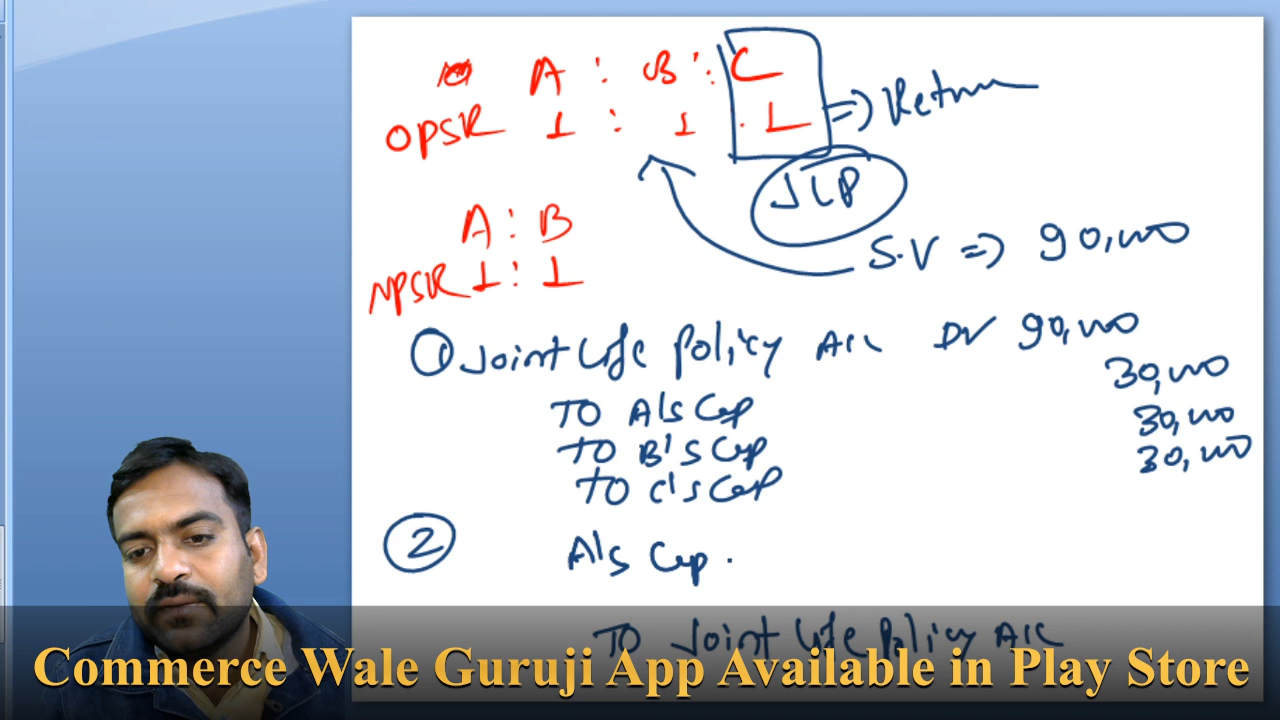 A : B : C
OPSR 1 : 1 . 1 => Retire
JLP
A : B
NPSR 1 : 1
S.V => 90,000
① Joint Life Policy A/c Dr 90,000
To A's Cap 30,000
To B's Cap 30,000
To C's Cap 30,000
② A's Cap .
To Joint Life Policy A/c
Commerce Wale Guruji App Available in Play Store